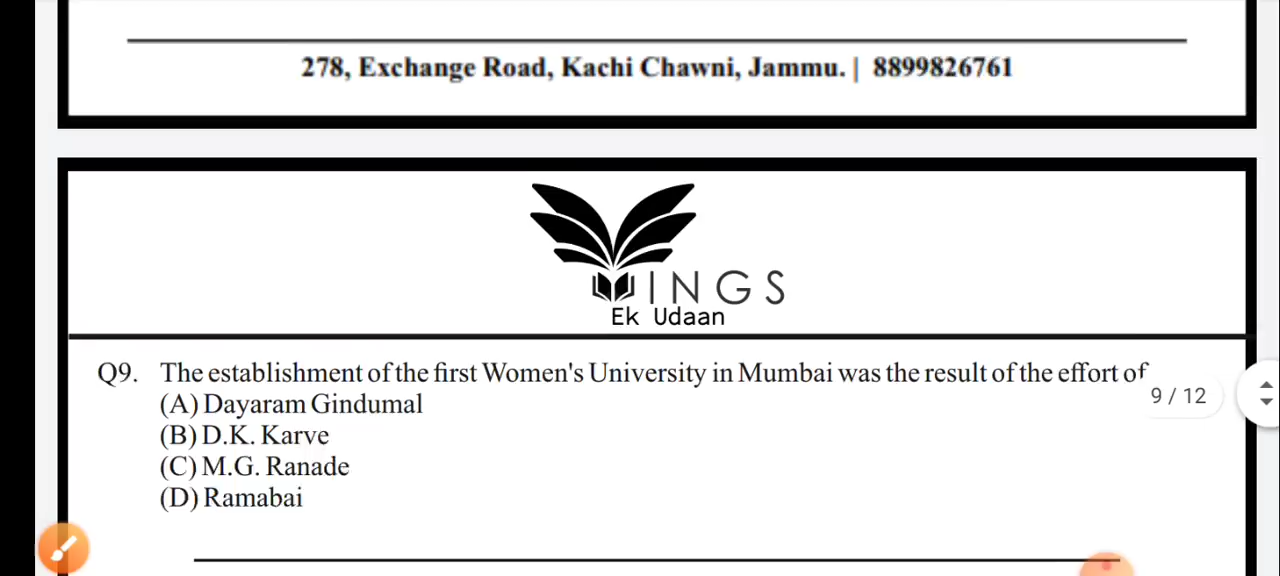 278, Exchange Road, Kachi Chawni, Jammu. | 8899826761
WINGS
Ek Udaan
Q9. The establishment of the first Women's University in Mumbai was the result of the effort of
9 / 12
(A) Dayaram Gindumal
(B) D.K. Karve
(C) M.G. Ranade
(D) Ramabai